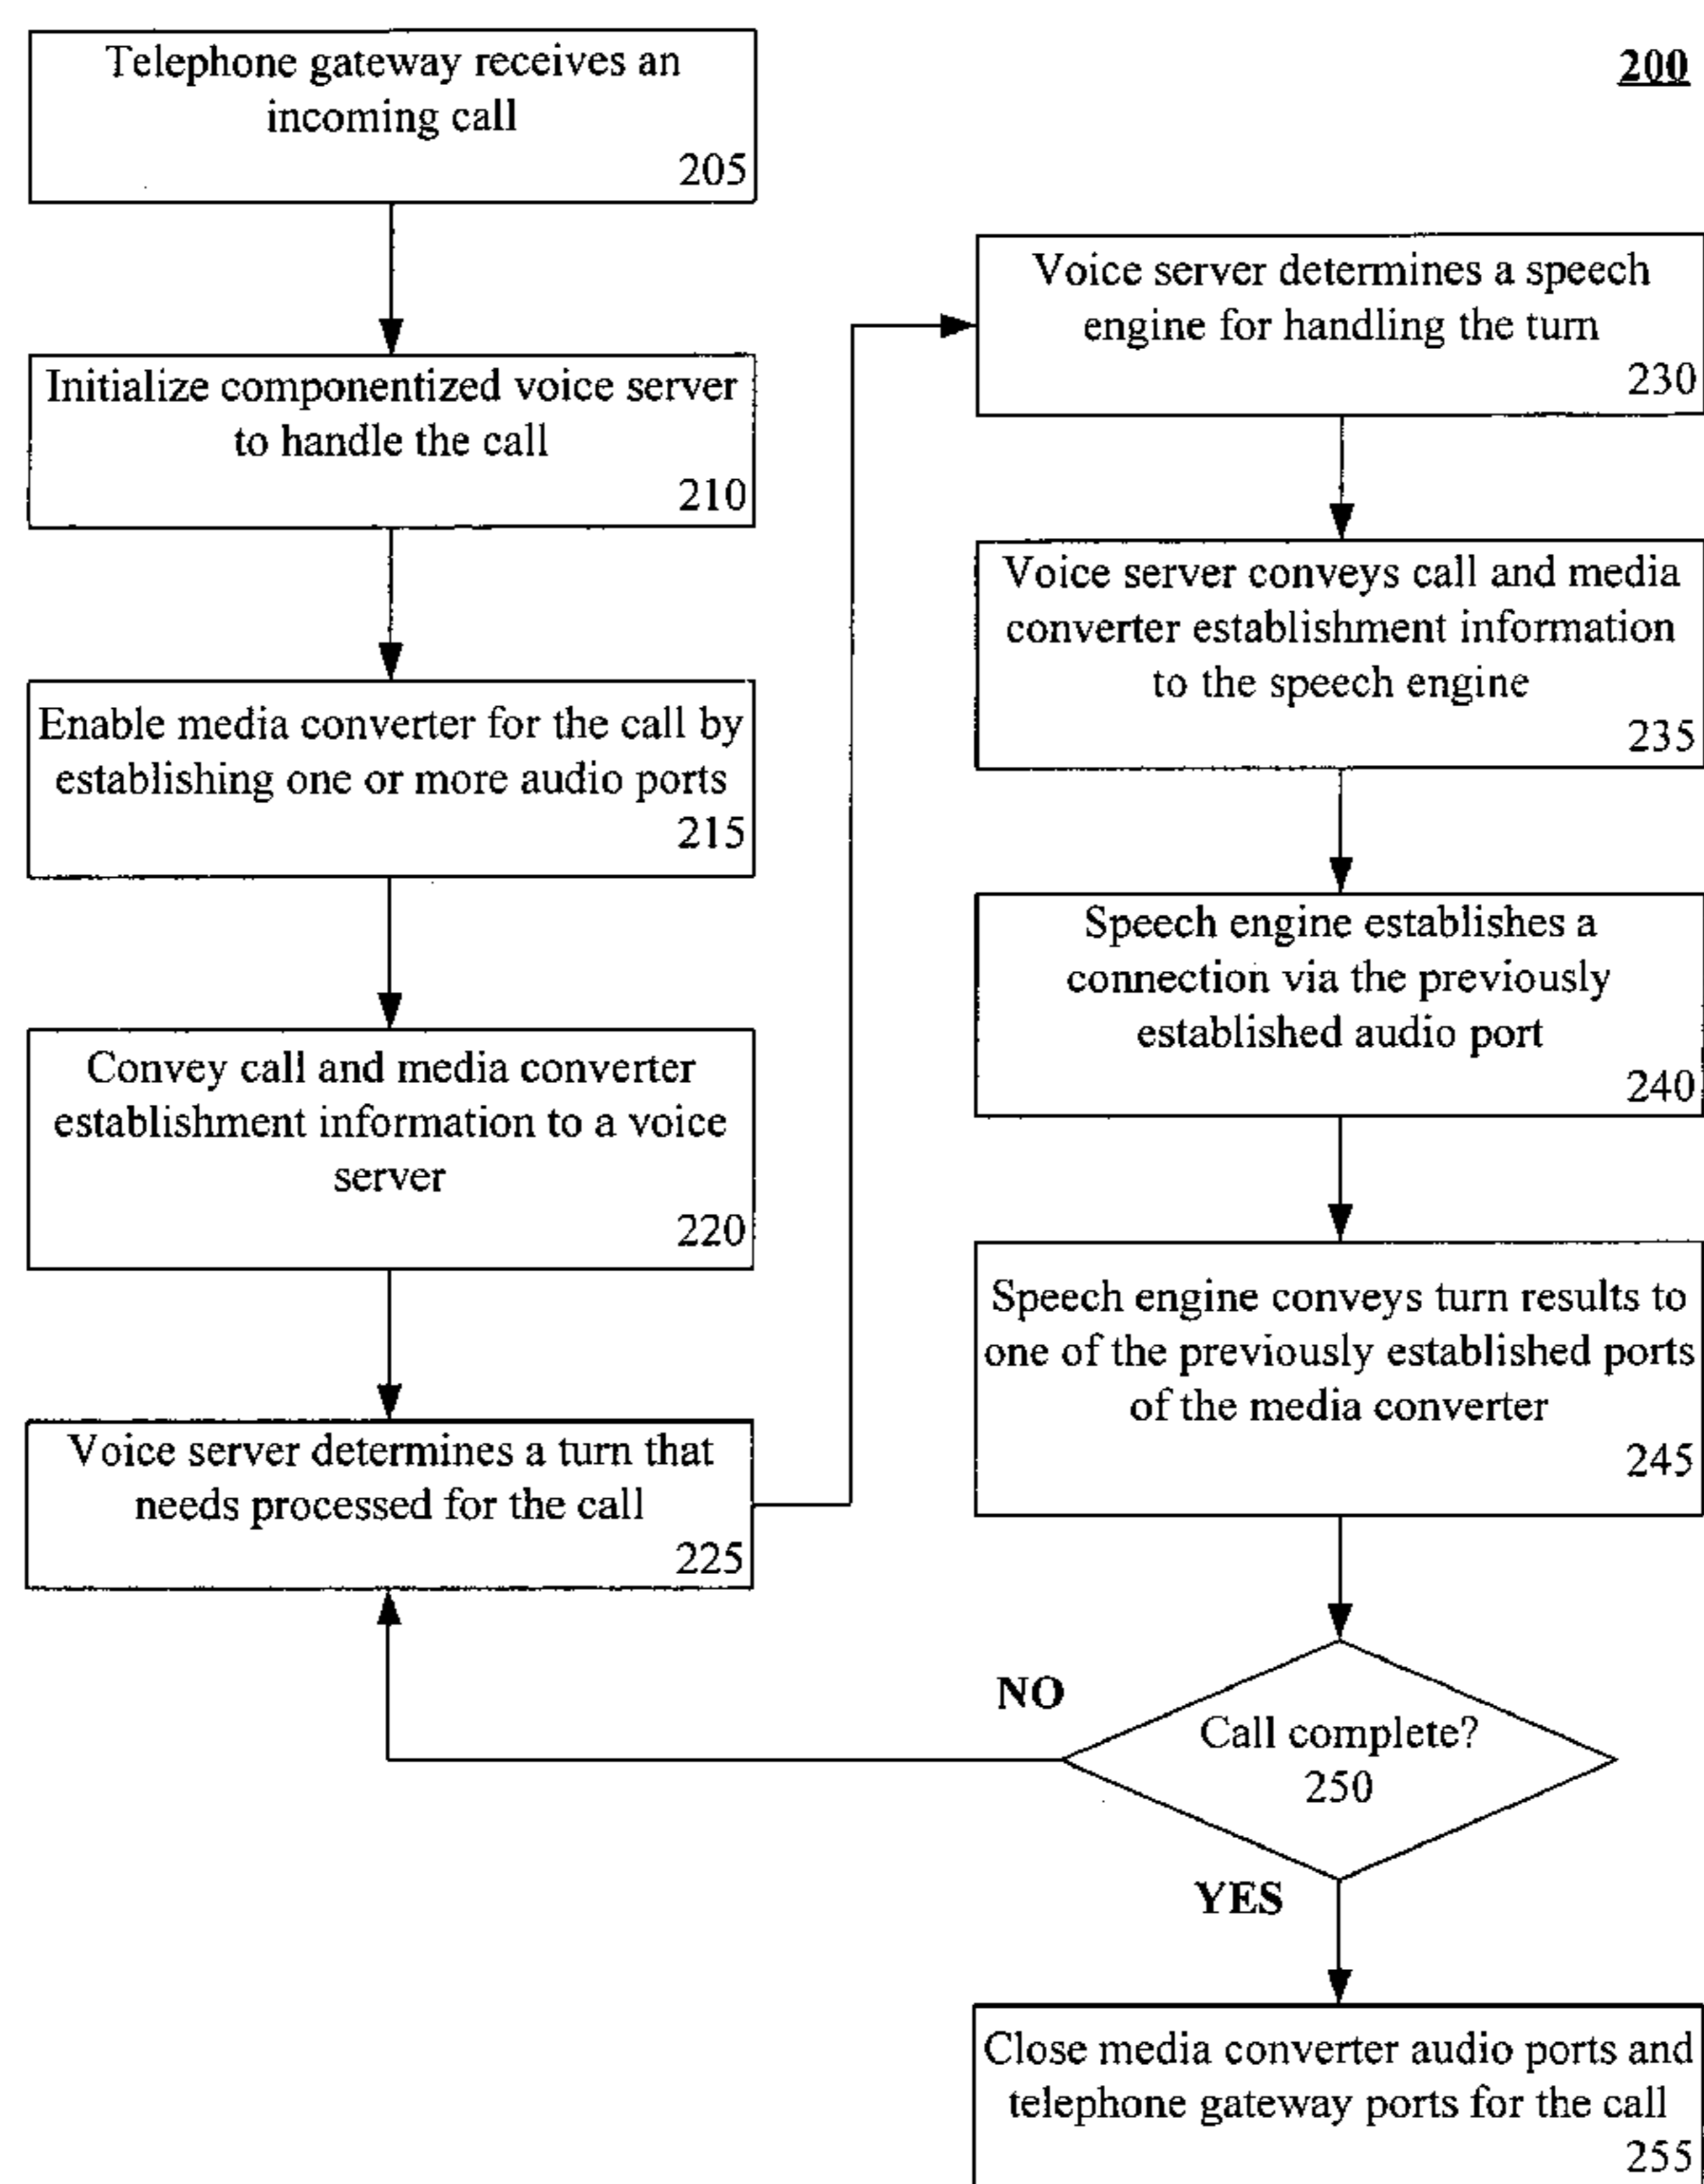 200
Telephone gateway receives an
incoming call
205
Initialize componentized voice server
to handle the call
210
Enable media converter for the call by
establishing one or more audio ports
215
Convey call and media converter
establishment information to a voice
server
220
Voice server determines a turn that
needs processed for the call
225
Voice server determines a speech
engine for handling the turn
230
Voice server conveys call and media
converter establishment information
to the speech engine
235
Speech engine establishes a
connection via the previously
established audio port
240
Speech engine conveys turn results to
one of the previously established ports
of the media converter
245
Call complete?
250
NO
YES
Close media converter audio ports and
telephone gateway ports for the call
255